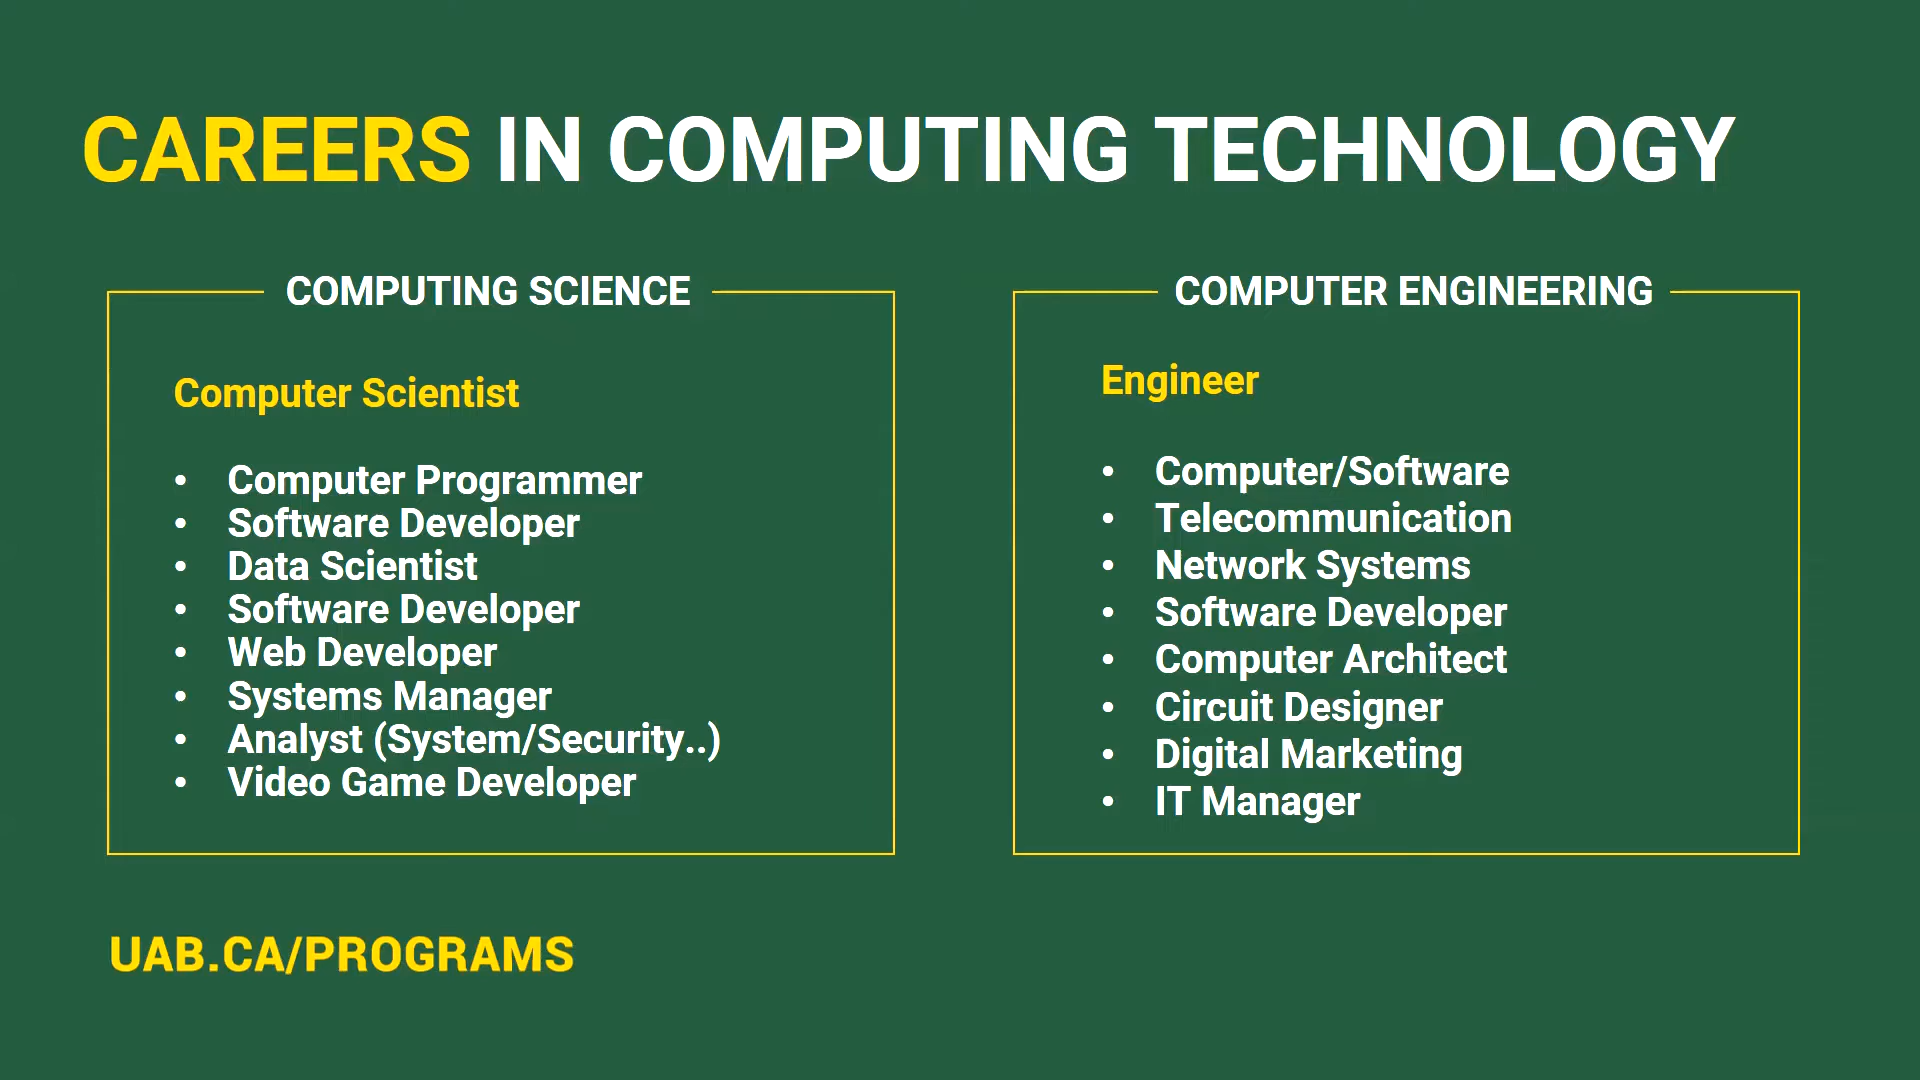 CAREERS IN COMPUTING TECHNOLOGY
COMPUTING SCIENCE
Computer Scientist
• Computer Programmer
• Software Developer
• Data Scientist
• Software Developer
• Web Developer
• Systems Manager
• Analyst (System/Security..)
• Video Game Developer
COMPUTER ENGINEERING
Engineer
• Computer/Software
• Telecommunication
• Network Systems
• Software Developer
• Computer Architect
• Circuit Designer
• Digital Marketing
• IT Manager
UAB.CA/PROGRAMS